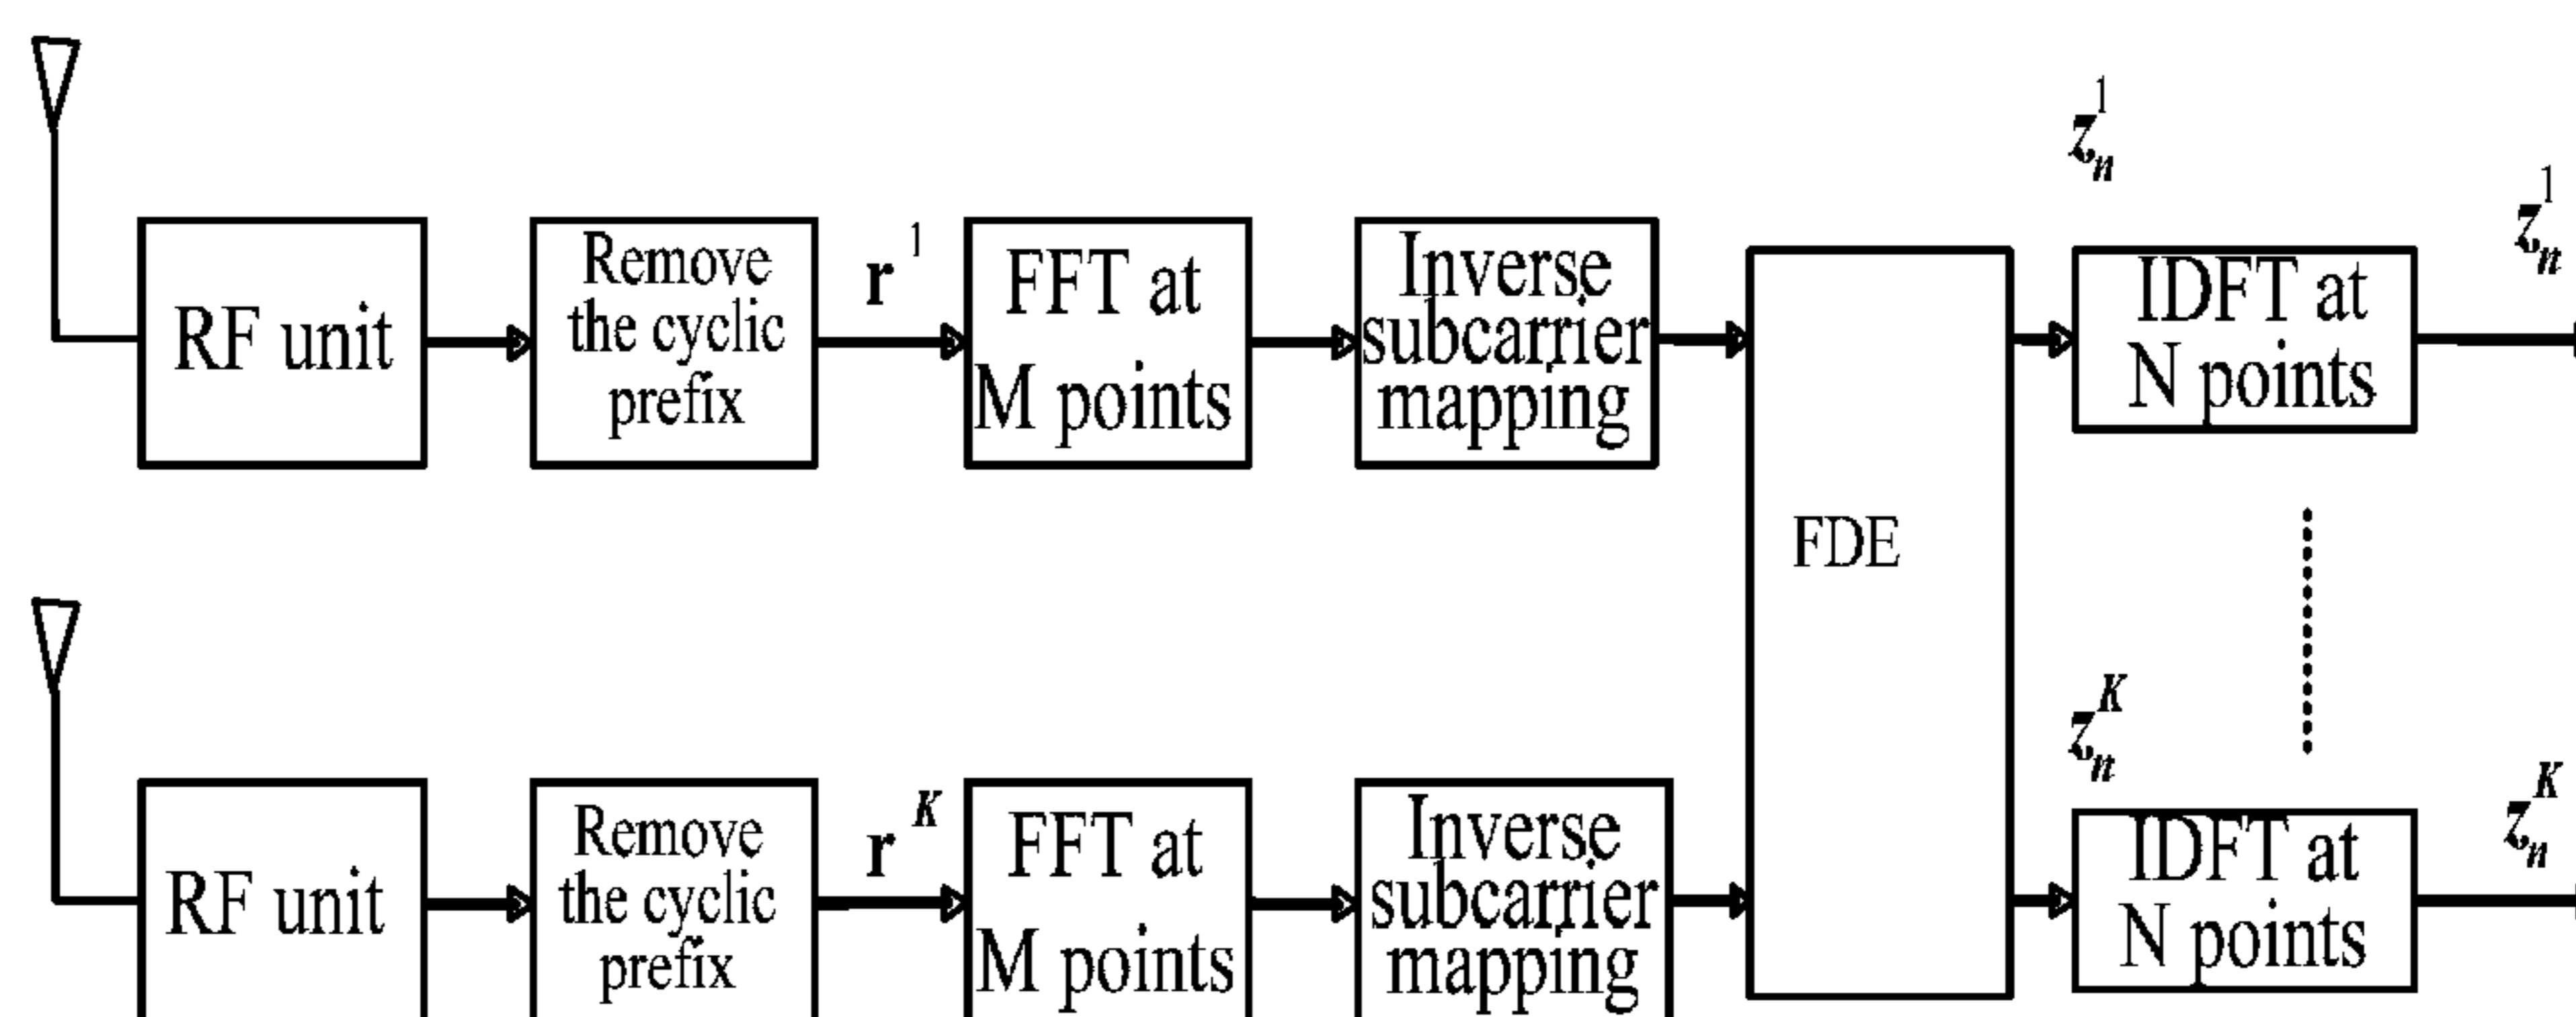 z_n^1
z_n^1
RF unit
Remove
the cyclic
prefix
r^1
FFT at
M points
Inverse
subcarrier
mapping
FDE
IDFT at
N points
z_n^K
z_n^K
RF unit
Remove
the cyclic
prefix
r^K
FFT at
M points
Inverse
subcarrier
mapping
IDFT at
N points